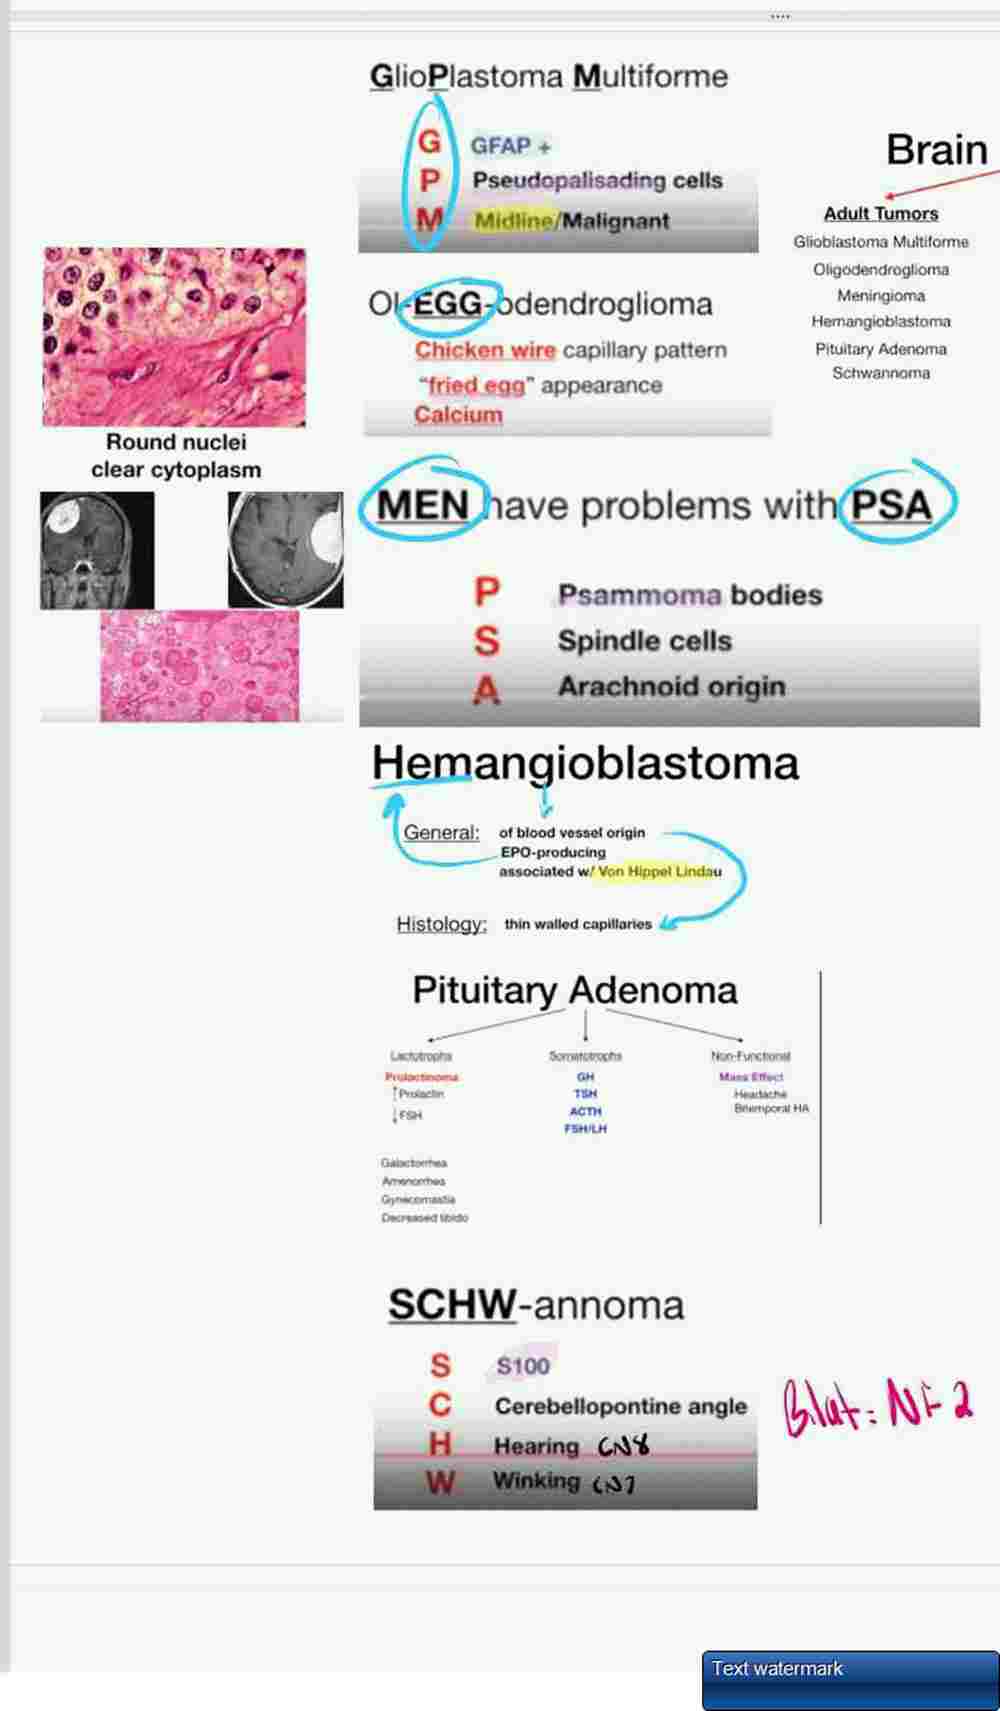 GlioPlastoma Multiforme
G GFAP +
P Pseudopalisading cells
M Midline/Malignant
Brain
Adult Tumors
Glioblastoma Multiforme
Oligodendroglioma
Meningioma
Hemangioblastoma
Pituitary Adenoma
Schwannoma
Ol-EGG-odendroglioma
Chicken wire capillary pattern
"fried egg" appearance
Calcium
Round nuclei
clear cytoplasm
MEN have problems with PSA
P Psammoma bodies
S Spindle cells
A Arachnoid origin
Hemangioblastoma
General: of blood vessel origin
EPO-producing
associated w/ Von Hippel Lindau
Histology: thin walled capillaries
Pituitary Adenoma
Lactotrophs
Prolactinoma
↑Prolactin
↓FSH
Galactorrhea
Amenorrhea
Gynecomastia
Decreased libido
Somatotrophs
GH
TSH
ACTH
FSH/LH
Non-Functional
Mass Effect
Headache
Bitemporal HA
SCHW-annoma
S S100
C Cerebellopontine angle
H Hearing CN8
W Winking CN7
Bilat: NF2
Text watermark